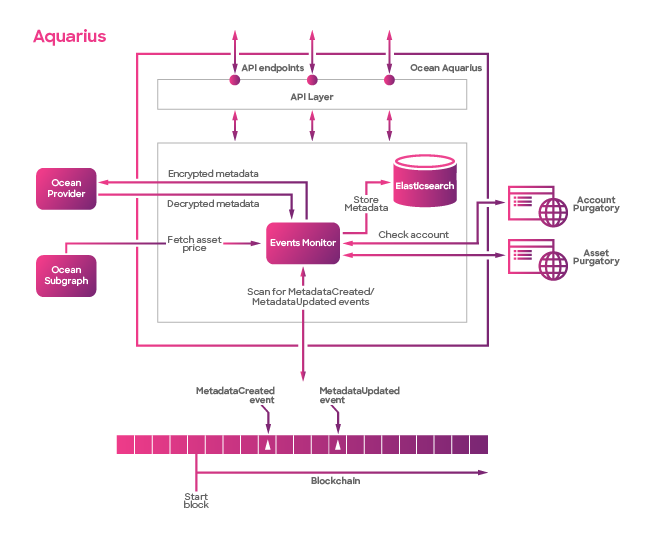 Aquarius
API endpoints
Ocean Aquarius
API Layer
Ocean
Provider
Encrypted metadata
Decrypted metadata
Elasticsearch
Store
Metadata
Account
Purgatory
Fetch asset
price
Events Monitor
Check account
Asset
Purgatory
Ocean
Subgraph
Scan for MetadataCreated/
MetadataUpdated events
MetadataCreated
event
MetadataUpdated
event
Blockchain
Start
block